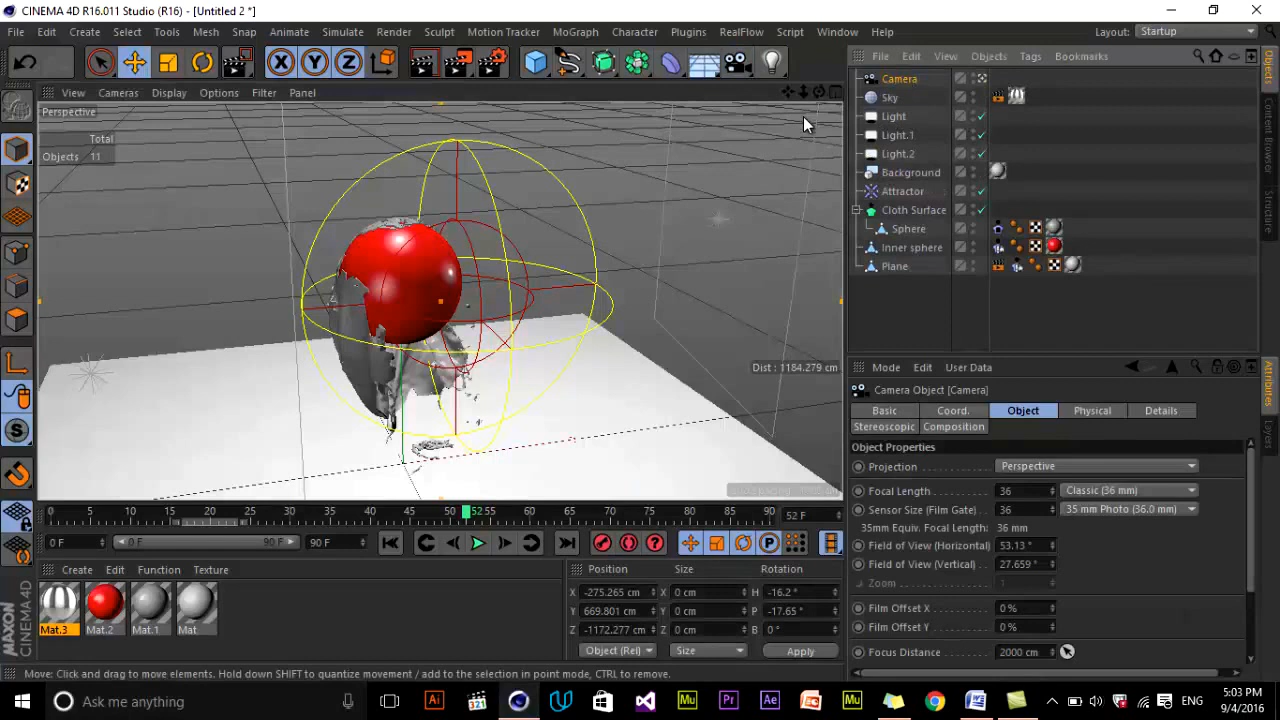 CINEMA 4D R16.011 Studio (R16) - [Untitled 2 *]
File Edit Create Select Tools Mesh Snap Animate Simulate Render Sculpt Motion Tracker MoGraph Character Plugins RealFlow Script Window Help Layout: Startup
X Y Z
File Edit View Objects Tags Bookmarks
View Cameras Display Options Filter Panel
Perspective
Total
Objects 11
Dist : 1184.279 cm
Camera
Sky
Light
Light.1
Light.2
Background
Attractor
Cloth Surface
Sphere
Inner sphere
Plane
Objects
Content Browser
Structure
Mode Edit User Data
Camera Object [Camera]
Basic Coord. Object Physical Details
Stereoscopic Composition
Object Properties
Projection Perspective
Focal Length 36 Classic (36 mm)
Sensor Size (Film Gate) 36 35 mm Photo (36.0 mm)
35mm Equiv. Focal Length: 36 mm
Field of View (Horizontal) 53.13 °
Field of View (Vertical) 27.659 °
Zoom 1
Film Offset X 0 %
Film Offset Y 0 %
Focus Distance 2000 cm
Attributes
Layers
0 5 10 15 20 25 30 35 40 45 50 52 55 60 65 70 75 80 85 90 52 F
0 F 0 F 90 F 90 F
Create Edit Function Texture
Mat.3 Mat.2 Mat.1 Mat
Position Size Rotation
X -275.265 cm X 0 cm H -16.2 °
Y 669.801 cm Y 0 cm P -17.65 °
Z -1172.277 cm Z 0 cm B 0 °
Object (Rel) Size Apply
MAXON CINEMA 4D
Move: Click and drag to move elements. Hold down SHIFT to quantize movement / add to the selection in point mode, CTRL to remove.
Ask me anything
ENG
5:03 PM
9/4/2016